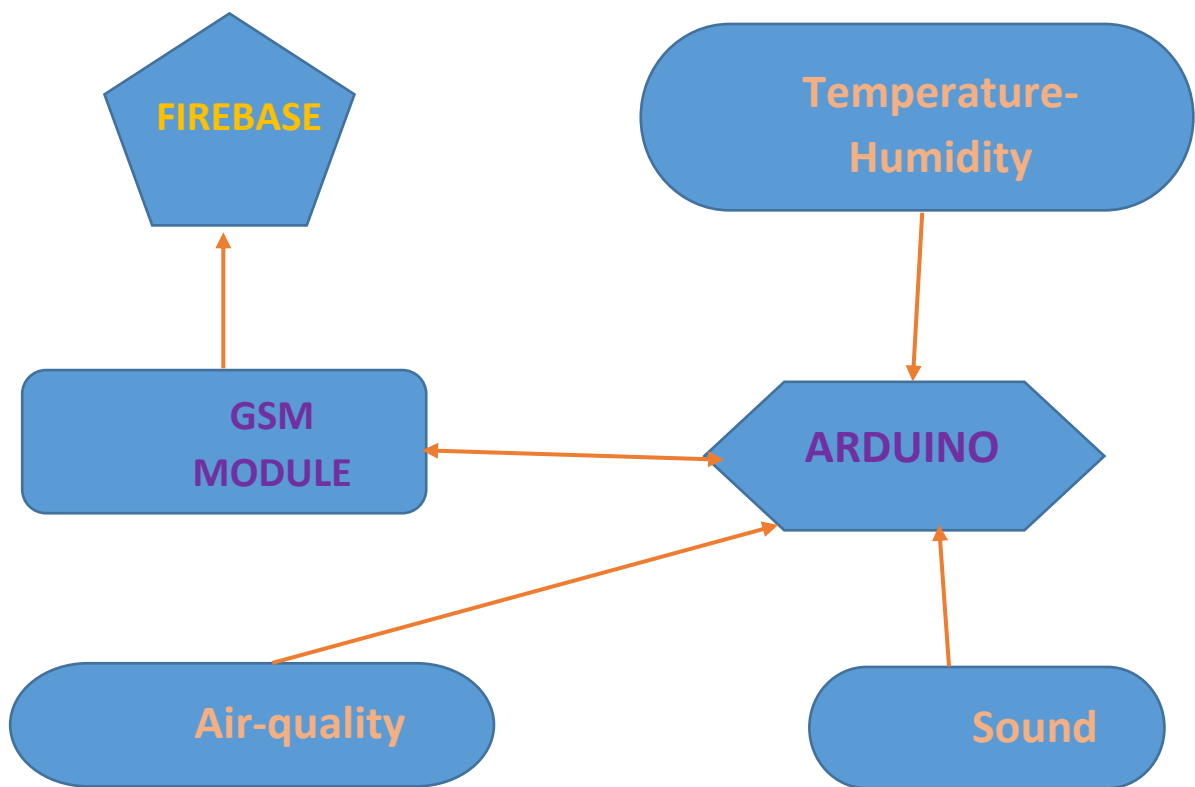 FIREBASE
Temperature-
Humidity
GSM
MODULE
ARDUINO
Air-quality
Sound